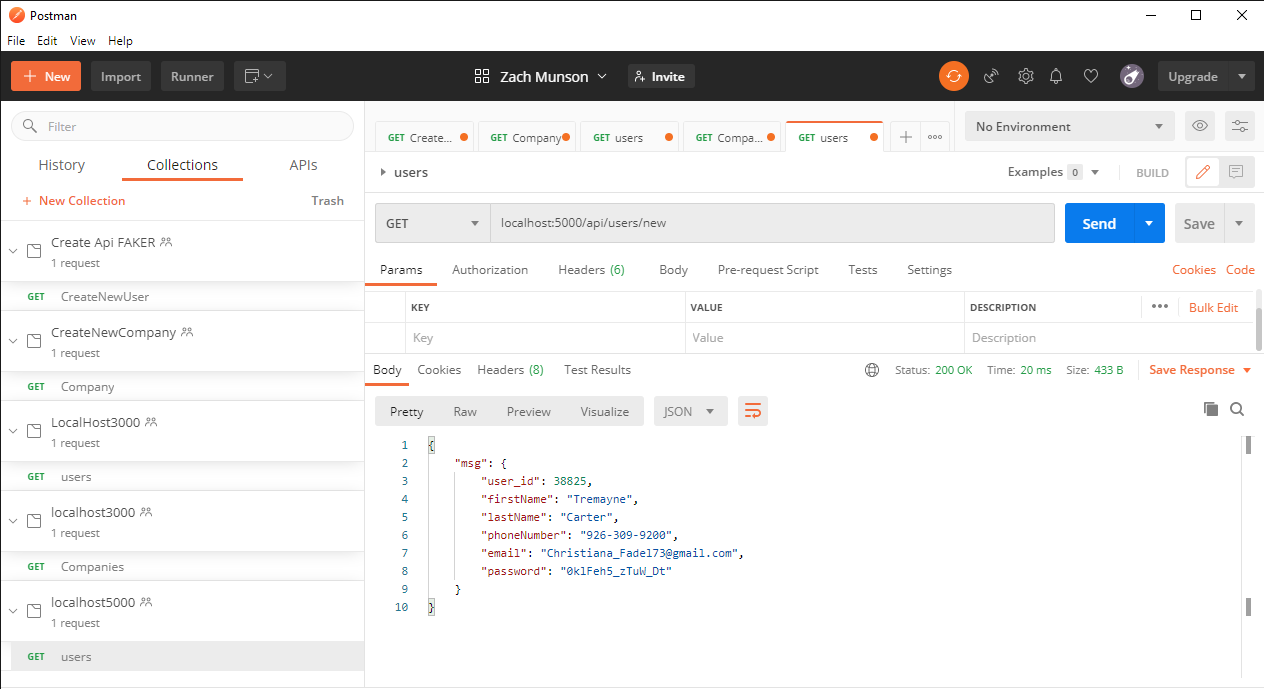 Postman
File Edit View Help
New Import Runner Zach Munson Invite Upgrade
Filter
History Collections APIs
New Collection Trash
Create Api FAKER
1 request
GET CreateNewUser
CreateNewCompany
1 request
GET Company
LocalHost3000
1 request
GET users
localhost3000
1 request
GET Companies
localhost5000
1 request
GET users
GET Create... GET Company GET users GET Compa... GET users No Environment
users Examples 0 BUILD
GET localhost:5000/api/users/new Send Save
Params Authorization Headers (6) Body Pre-request Script Tests Settings Cookies Code
KEY VALUE DESCRIPTION Bulk Edit
Key Value Description
Body Cookies Headers (8) Test Results Status: 200 OK Time: 20 ms Size: 433 B Save Response
Pretty Raw Preview Visualize JSON
1 {
2 "msg": {
3 "user_id": 38825,
4 "firstName": "Tremayne",
5 "lastName": "Carter",
6 "phoneNumber": "926-309-9200",
7 "email": "Christiana_Fadel73@gmail.com",
8 "password": "0klFeh5_zTuW_Dt"
9 }
10 }